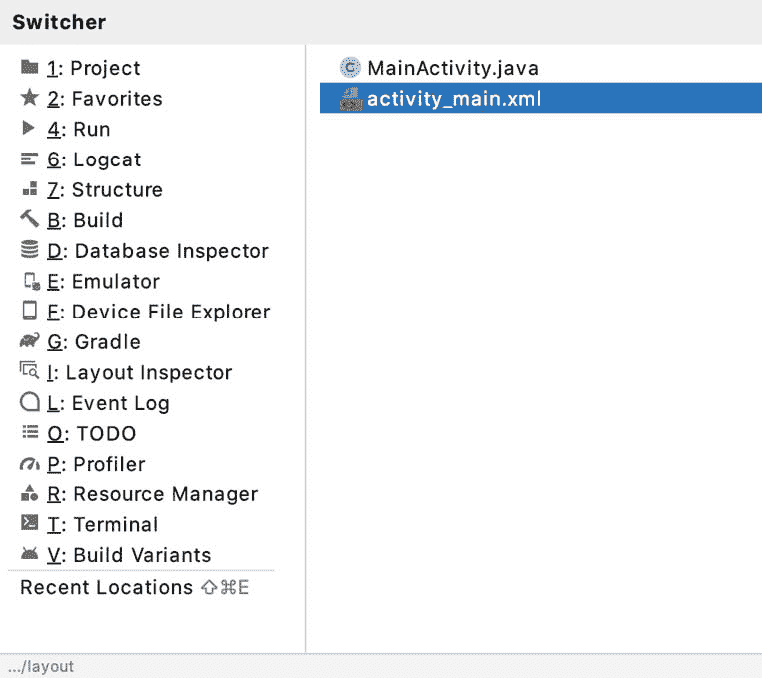 Switcher
1: Project
2: Favorites
4: Run
6: Logcat
7: Structure
B: Build
D: Database Inspector
E: Emulator
F: Device File Explorer
G: Gradle
I: Layout Inspector
L: Event Log
O: TODO
P: Profiler
R: Resource Manager
T: Terminal
V: Build Variants
Recent Locations ⇧⌘E
MainActivity.java
activity_main.xml
.../layout